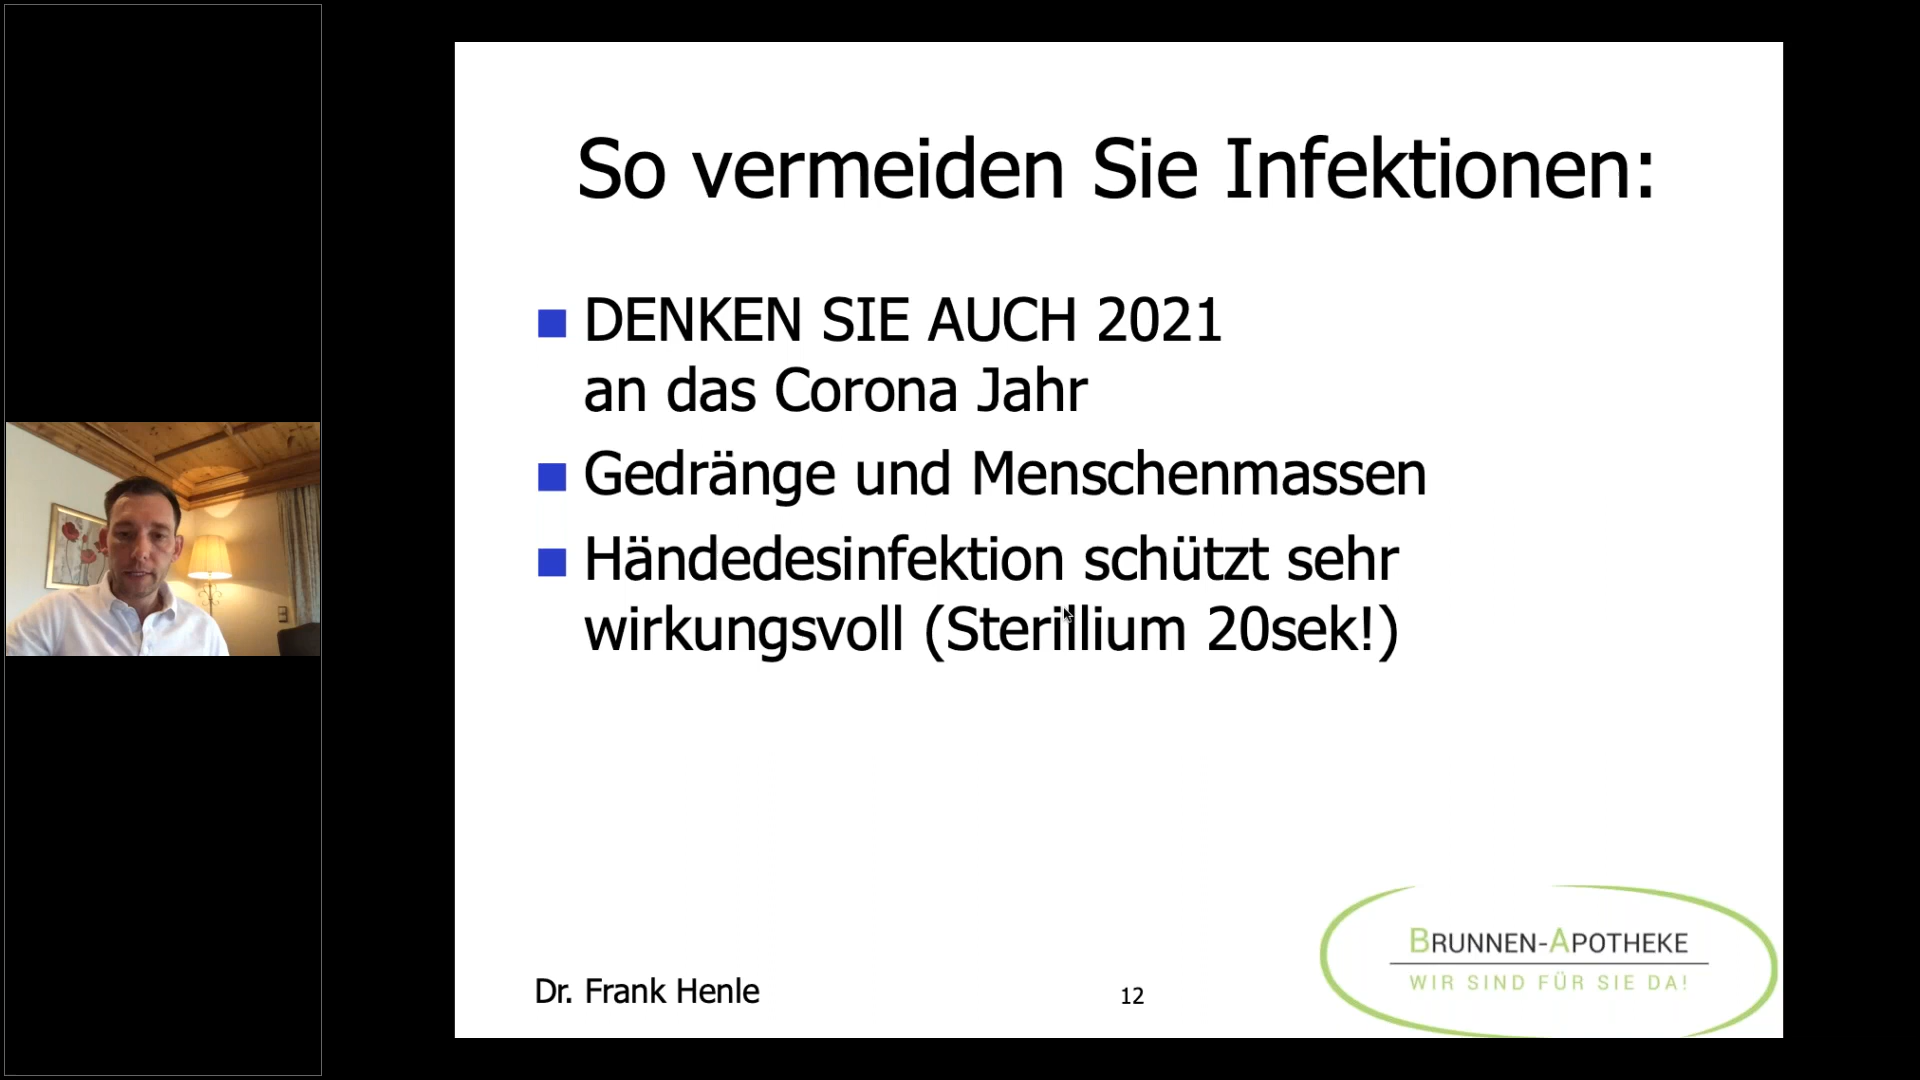 So vermeiden Sie Infektionen:
DENKEN SIE AUCH 2021
an das Corona Jahr
Gedränge und Menschenmassen
Händedesinfektion schützt sehr
wirkungsvoll (Sterillium 20sek!)
Dr. Frank Henle
12
BRUNNEN-APOTHEKE
WIR SIND FÜR SIE DA!